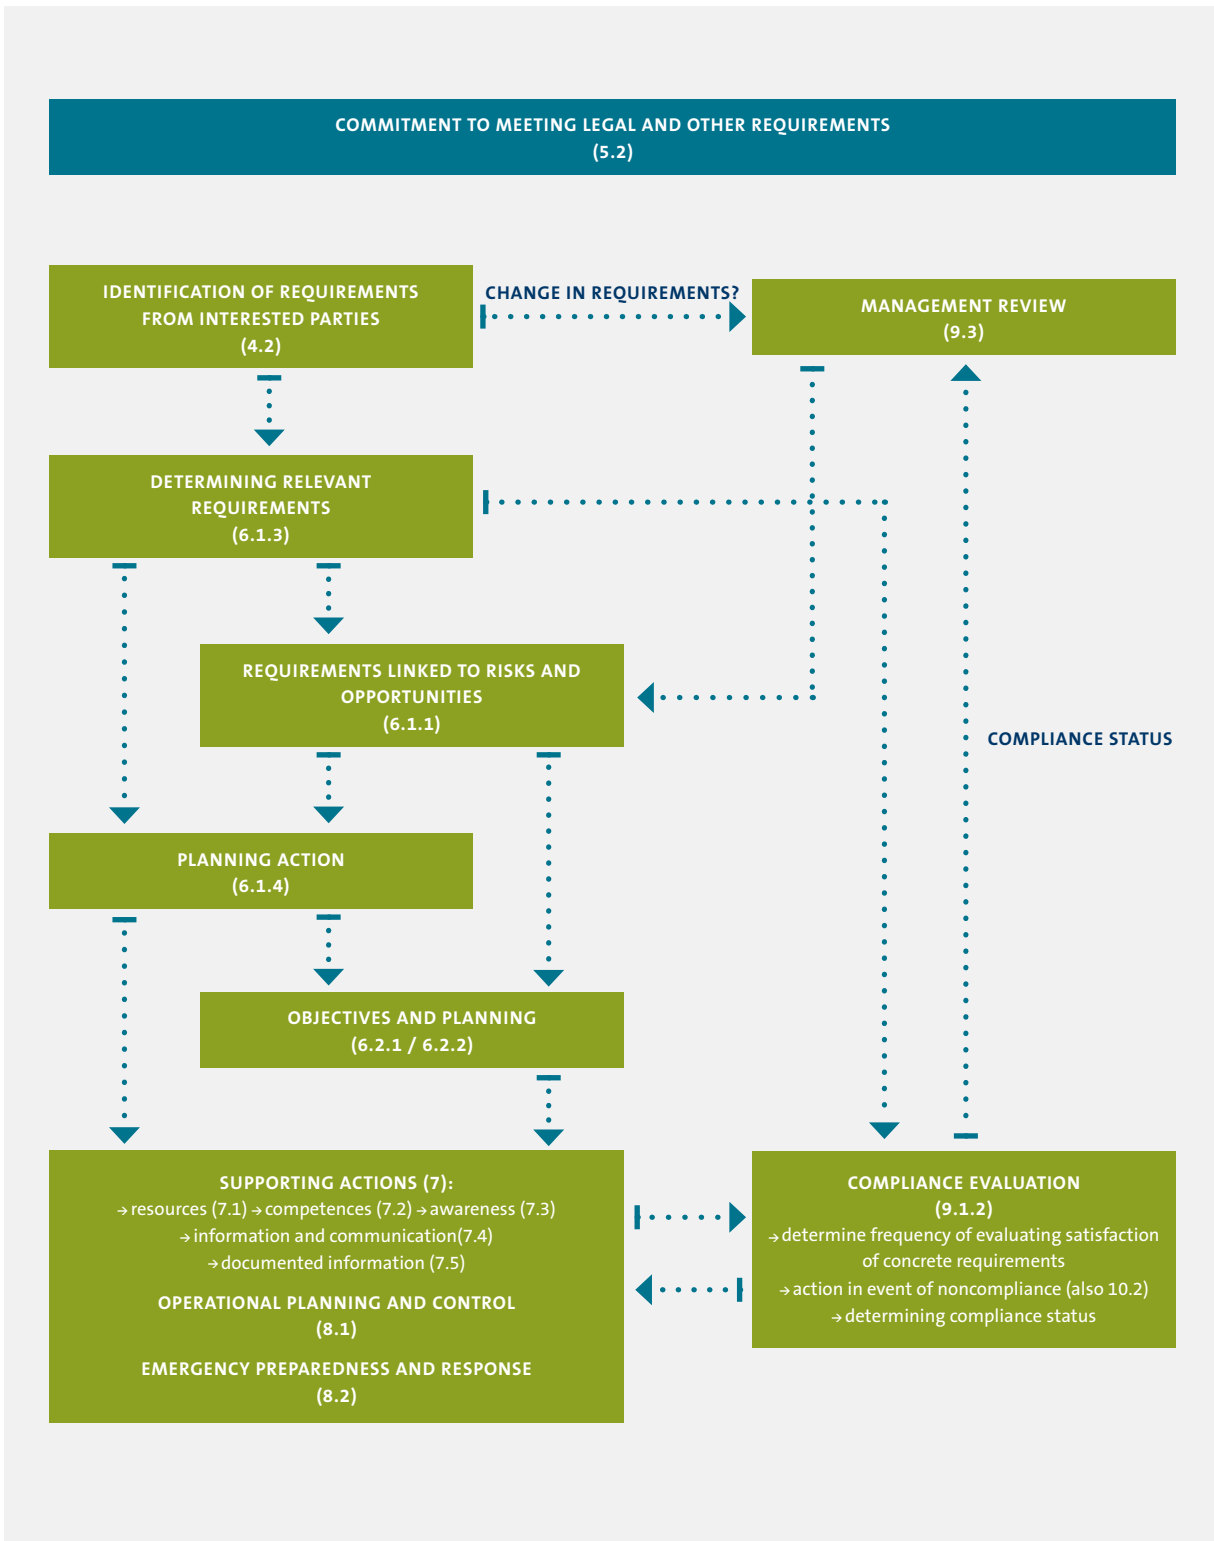 COMMITMENT TO MEETING LEGAL AND OTHER REQUIREMENTS
(5.2)
IDENTIFICATION OF REQUIREMENTS
FROM INTERESTED PARTIES
(4.2)
CHANGE IN REQUIREMENTS?
MANAGEMENT REVIEW
(9.3)
DETERMINING RELEVANT
REQUIREMENTS
(6.1.3)
REQUIREMENTS LINKED TO RISKS AND
OPPORTUNITIES
(6.1.1)
COMPLIANCE STATUS
PLANNING ACTION
(6.1.4)
OBJECTIVES AND PLANNING
(6.2.1 / 6.2.2)
SUPPORTING ACTIONS (7):
→ resources (7.1) → competences (7.2) → awareness (7.3)
→ information and communication(7.4)
→ documented information (7.5)
OPERATIONAL PLANNING AND CONTROL
(8.1)
EMERGENCY PREPAREDNESS AND RESPONSE
(8.2)
COMPLIANCE EVALUATION
(9.1.2)
→ determine frequency of evaluating satisfaction
of concrete requirements
→ action in event of noncompliance (also 10.2)
→ determining compliance status